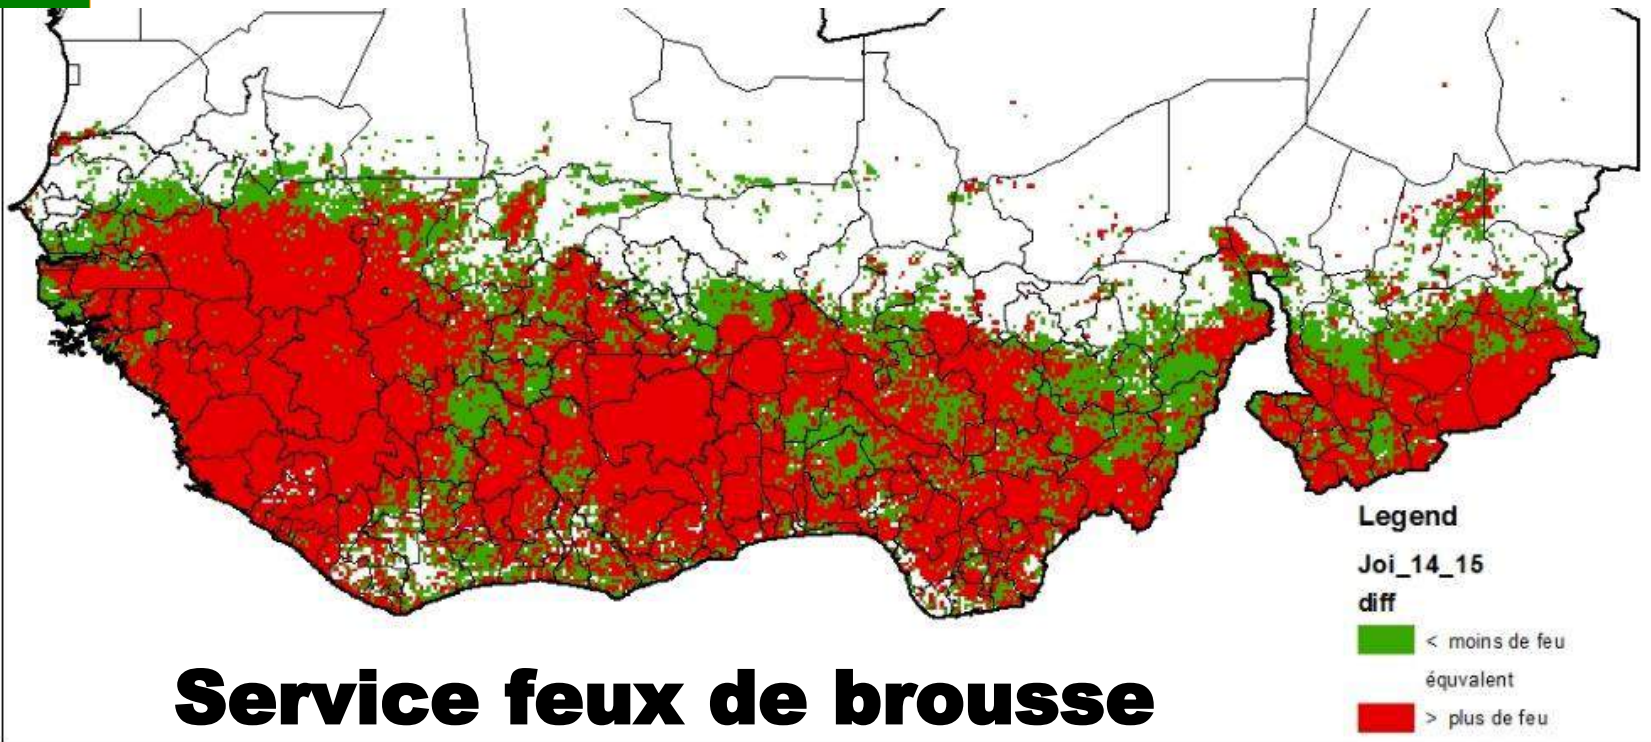 Legend
Joi_14_15
diff
< moins de feu
équvalent
> plus de feu
Service feux de brousse